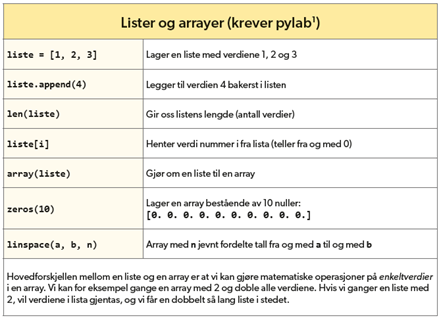 Lister og arrayer (krever pylab¹)
liste = [1, 2, 3] Lager en liste med verdiene 1, 2 og 3
liste.append(4) Legger til verdien 4 bakerst i listen
len(liste) Gir oss listens lengde (antall verdier)
liste[i] Henter verdi nummer i fra lista (teller fra og med 0)
array(liste) Gjør om en liste til en array
zeros(10) Lager en array bestående av 10 nuller:
[0. 0. 0. 0. 0. 0. 0. 0. 0. 0.]
linspace(a, b, n) Array med n jevnt fordelte tall fra og med a til og med b
Hovedforskjellen mellom en liste og en array er at vi kan gjøre matematiske operasjoner på enkeltverdier
i en array. Vi kan for eksempel gange en array med 2 og doble alle verdiene. Hvis vi ganger en liste med
2, vil verdiene i lista gjentas, og vi får en dobbelt så lang liste i stedet.